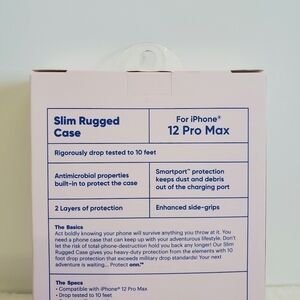 Slim Rugged
Case
For iPhone®
12 Pro Max
Rigorously drop tested to 10 feet
Antimicrobial properties
built-in to protect the case
Smartport™ protection
keeps dust and debris
out of the charging port
2 Layers of protection
Enhanced side-grips
The Basics
Act boldly knowing your phone will survive anything you throw at it. You
need a phone case that can keep up with your adventurous lifestyle. Don't
let the risk of total-phone-destruction hold you back any longer! Our Slim
Rugged Case gives you heavy-duty protection from the elements with 10
foot drop protection that exceeds military drop standards! Your next
adventure is waiting... Protect onn.™
The Specs
• Compatible with iPhone® 12 Pro Max
• Drop tested to 10 feet